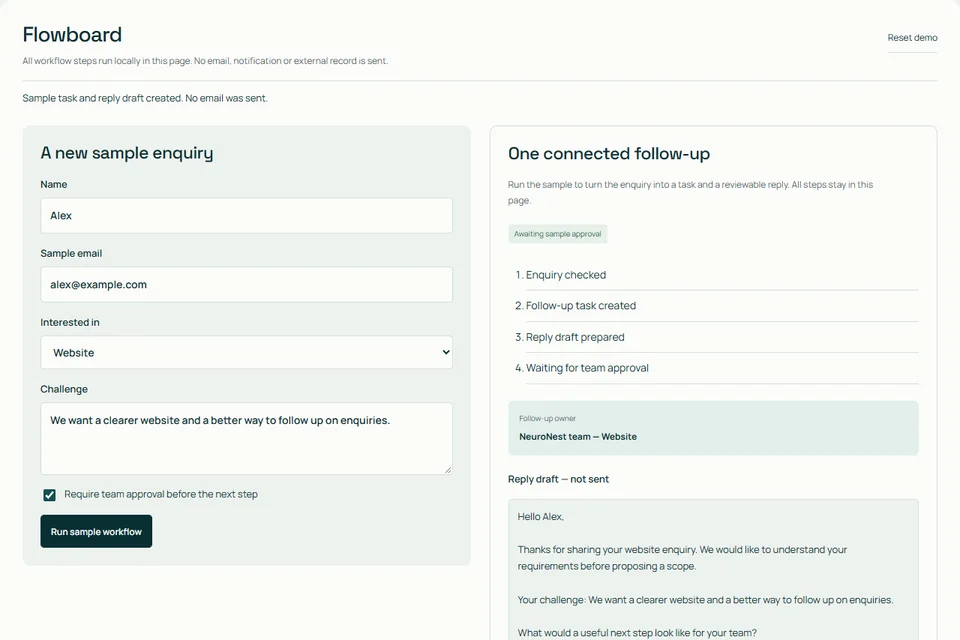 Flowboard
Reset demo
All workflow steps run locally in this page. No email, notification or external record is sent.
Sample task and reply draft created. No email was sent.
A new sample enquiry
Name
Alex
Sample email
alex@example.com
Interested in
Website
Challenge
We want a clearer website and a better way to follow up on enquiries.
Require team approval before the next step
Run sample workflow
One connected follow-up
Run the sample to turn the enquiry into a task and a reviewable reply. All steps stay in this
page.
Awaiting sample approval
1. Enquiry checked
2. Follow-up task created
3. Reply draft prepared
4. Waiting for team approval
Follow-up owner
NeuroNest team — Website
Reply draft — not sent
Hello Alex,
Thanks for sharing your website enquiry. We would like to understand your
requirements before proposing a scope.
Your challenge: We want a clearer website and a better way to follow up on enquiries.
What would a useful next step look like for your team?